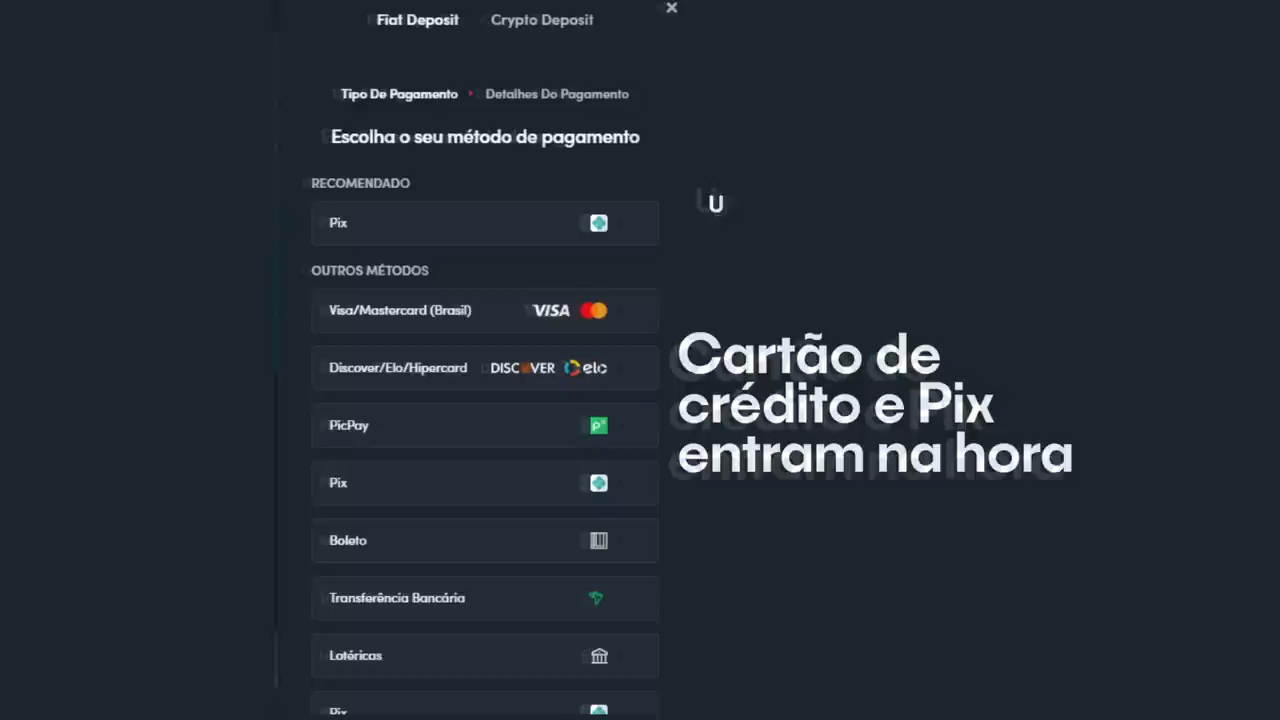 Fiat Deposit Crypto Deposit ×
Tipo De Pagamento Detalhes Do Pagamento
Escolha o seu método de pagamento
RECOMENDADO
Pix
U
OUTROS MÉTODOS
Visa/Mastercard (Brasil) VISA
Discover/Elo/Hipercard DISCOVER elo
PicPay
Pix
Boleto
Transferência Bancária
Lotéricas
Pix
Cartão de
crédito e Pix
entram na hora